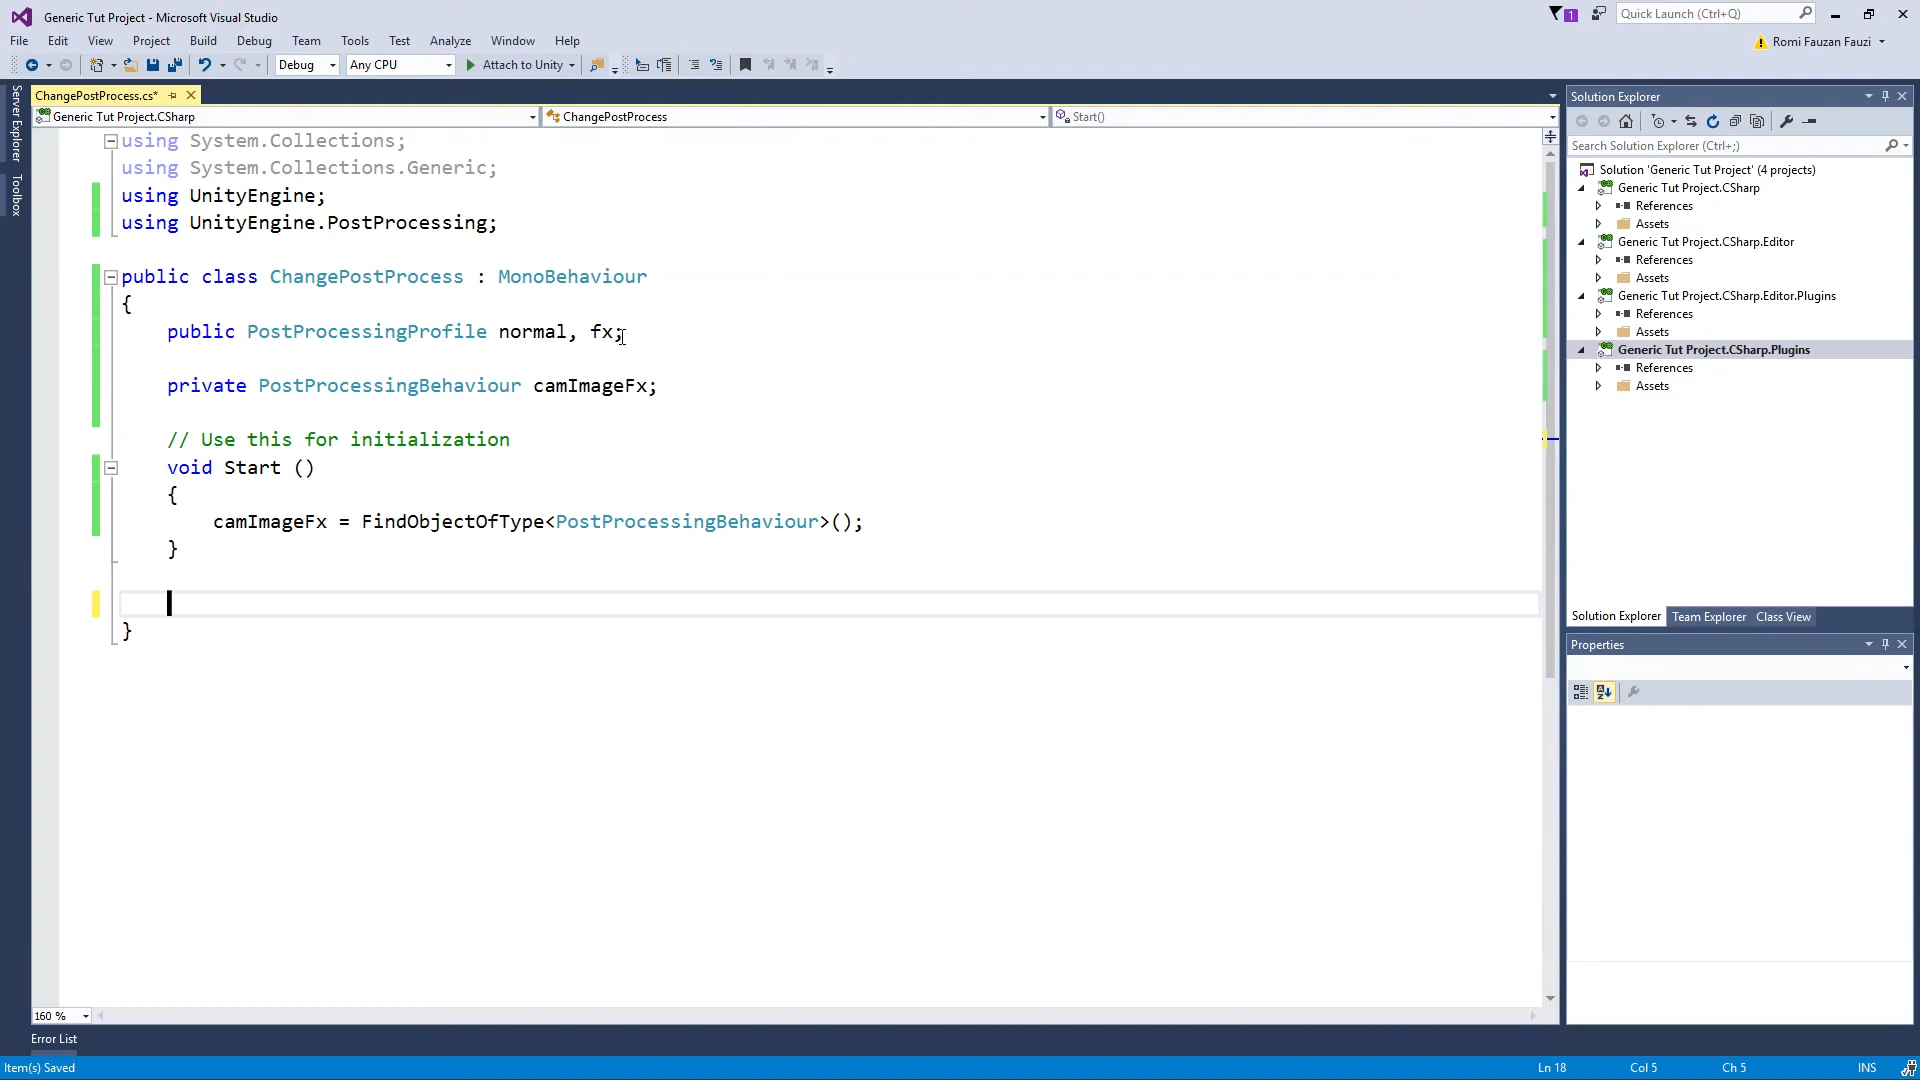 Generic Tut Project - Microsoft Visual Studio
1
Quick Launch (Ctrl+Q)
File Edit View Project Build Debug Team Tools Test Analyze Window Help
Romi Fauzan Fauzi
Debug Any CPU Attach to Unity
Server Explorer
Toolbox
ChangePostProcess.cs*
Generic Tut Project.CSharp ChangePostProcess Start()
using System.Collections;
using System.Collections.Generic;
using UnityEngine;
using UnityEngine.PostProcessing;
public class ChangePostProcess : MonoBehaviour
{
public PostProcessingProfile normal, fx;
private PostProcessingBehaviour camImageFx;
// Use this for initialization
void Start ()
{
camImageFx = FindObjectOfType<PostProcessingBehaviour>();
}
}
160 %
Solution Explorer
Search Solution Explorer (Ctrl+;)
Solution 'Generic Tut Project' (4 projects)
Generic Tut Project.CSharp
References
Assets
Generic Tut Project.CSharp.Editor
References
Assets
Generic Tut Project.CSharp.Editor.Plugins
References
Assets
Generic Tut Project.CSharp.Plugins
References
Assets
Solution Explorer Team Explorer Class View
Properties
Error List
Item(s) Saved Ln 18 Col 5 Ch 5 INS